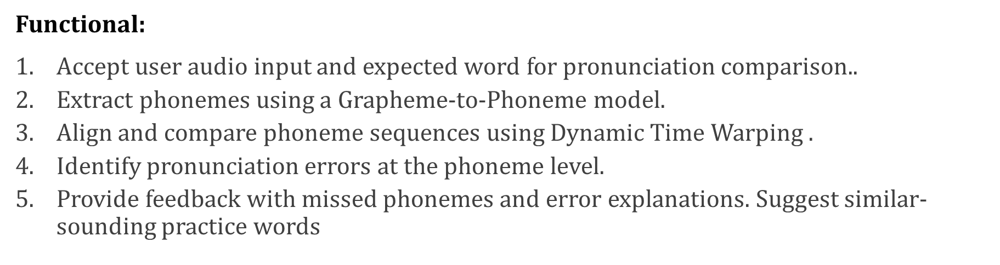 Functional:
1. Accept user audio input and expected word for pronunciation comparison..
2. Extract phonemes using a Grapheme-to-Phoneme model.
3. Align and compare phoneme sequences using Dynamic Time Warping .
4. Identify pronunciation errors at the phoneme level.
5. Provide feedback with missed phonemes and error explanations. Suggest similar-
sounding practice words